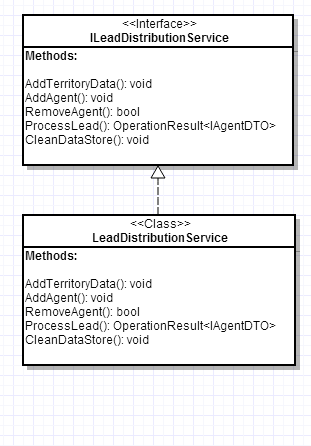 <<Interface>>
ILeadDistributionService
Methods:
AddTerritoryData(): void
AddAgent(): void
RemoveAgent(): bool
ProcessLead(): OperationResult<IAgentDTO>
CleanDataStore(): void
<<Class>>
LeadDistributionService
Methods:
AddTerritoryData(): void
AddAgent(): void
RemoveAgent(): bool
ProcessLead(): OperationResult<IAgentDTO>
CleanDataStore(): void